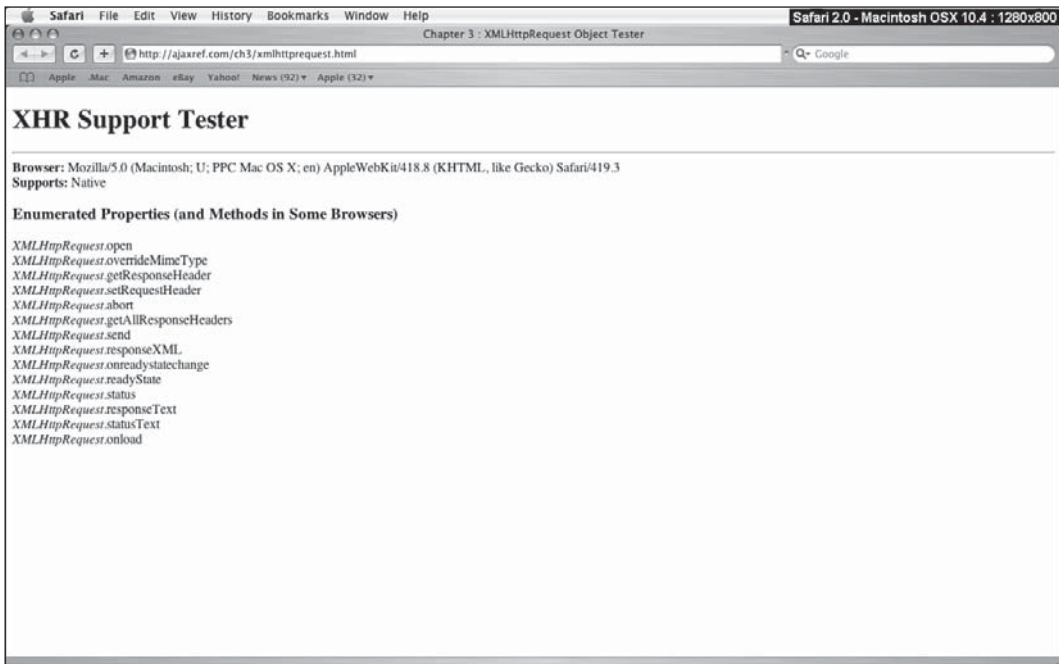 Safari File Edit View History Bookmarks Window Help
Safari 2.0 - Macintosh OSX 10.4 : 1280x800
Chapter 3 : XMLHttpRequest Object Tester
http://ajaxref.com/ch3/xmlhttprequest.html
Google
Apple .Mac Amazon eBay Yahoo! News (92) Apple (32)
XHR Support Tester
Browser: Mozilla/5.0 (Macintosh; U; PPC Mac OS X; en) AppleWebKit/418.8 (KHTML, like Gecko) Safari/419.3
Supports: Native
Enumerated Properties (and Methods in Some Browsers)
XMLHttpRequest.open
XMLHttpRequest.overrideMimeType
XMLHttpRequest.getResponseHeader
XMLHttpRequest.setRequestHeader
XMLHttpRequest.abort
XMLHttpRequest.getAllResponseHeaders
XMLHttpRequest.send
XMLHttpRequest.responseXML
XMLHttpRequest.onreadystatechange
XMLHttpRequest.readyState
XMLHttpRequest.status
XMLHttpRequest.responseText
XMLHttpRequest.statusText
XMLHttpRequest.onload